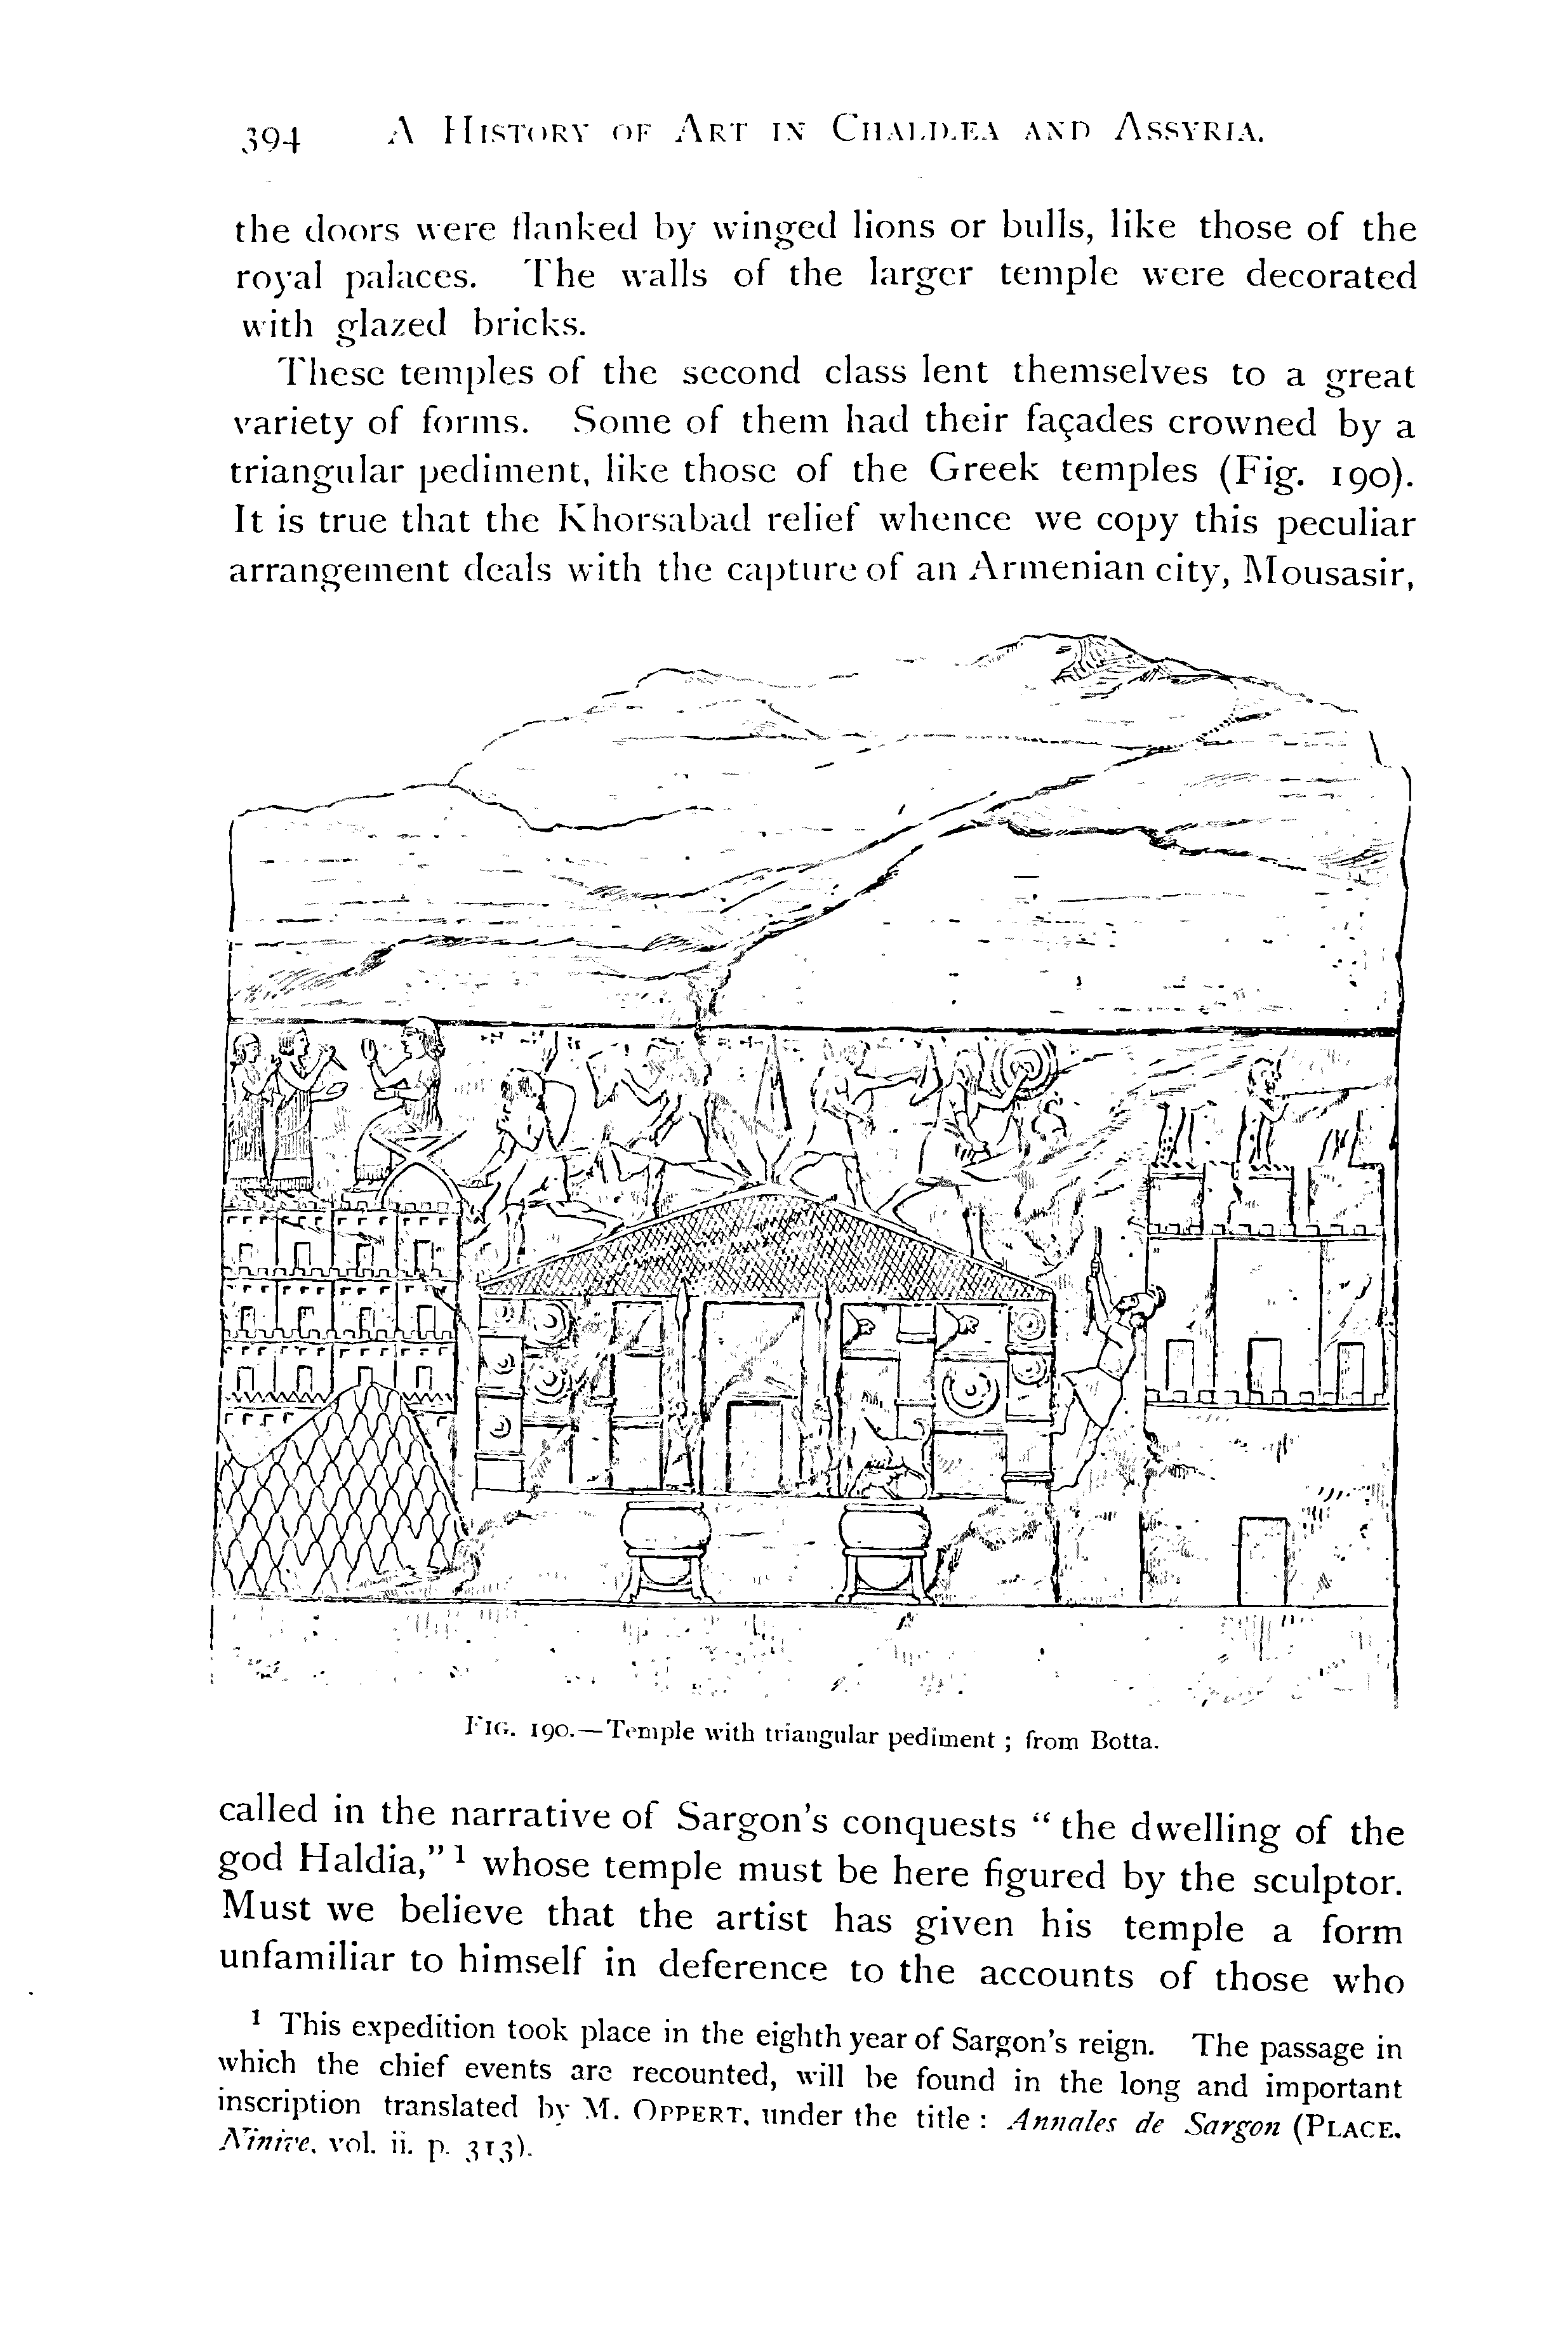 394 A History of Art in Chaldæa and Assyria.
the doors were flanked by winged lions or bulls, like those of the
royal palaces. The walls of the larger temple were decorated
with glazed bricks.
These temples of the second class lent themselves to a great
variety of forms. Some of them had their façades crowned by a
triangular pediment, like those of the Greek temples (Fig. 190).
It is true that the Khorsabad relief whence we copy this peculiar
arrangement deals with the capture of an Armenian city, Mousasir,
Fig. 190.—Temple with triangular pediment ; from Botta.
called in the narrative of Sargon's conquests “ the dwelling of the
god Haldia,” ¹ whose temple must be here figured by the sculptor.
Must we believe that the artist has given his temple a form
unfamiliar to himself in deference to the accounts of those who
¹ This expedition took place in the eighth year of Sargon's reign. The passage in
which the chief events are recounted, will be found in the long and important
inscription translated by M. Oppert, under the title : Annales de Sargon (Place,
Ninive, vol. ii. p. 313).